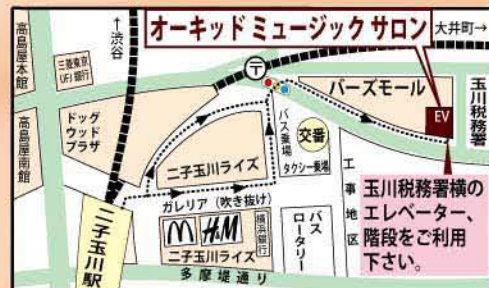 オーキッド ミュージック サロン
大井町→
↑渋谷
高島屋本館
三菱東京
UFJ銀行
〒
バーズモール
EV
玉川税務署
高島屋南館
ドッグ
ウッド
プラザ
バス乗場
交番
タクシー乗場
二子玉川ライズ
工事地区
玉川税務署横の
エレベーター、
階段をご利用
下さい。
ガレリア（吹き抜け）
M
H&M
横浜銀行
バス
ロータリー
二子玉川ライズ
二子玉川駅
多摩堤通り